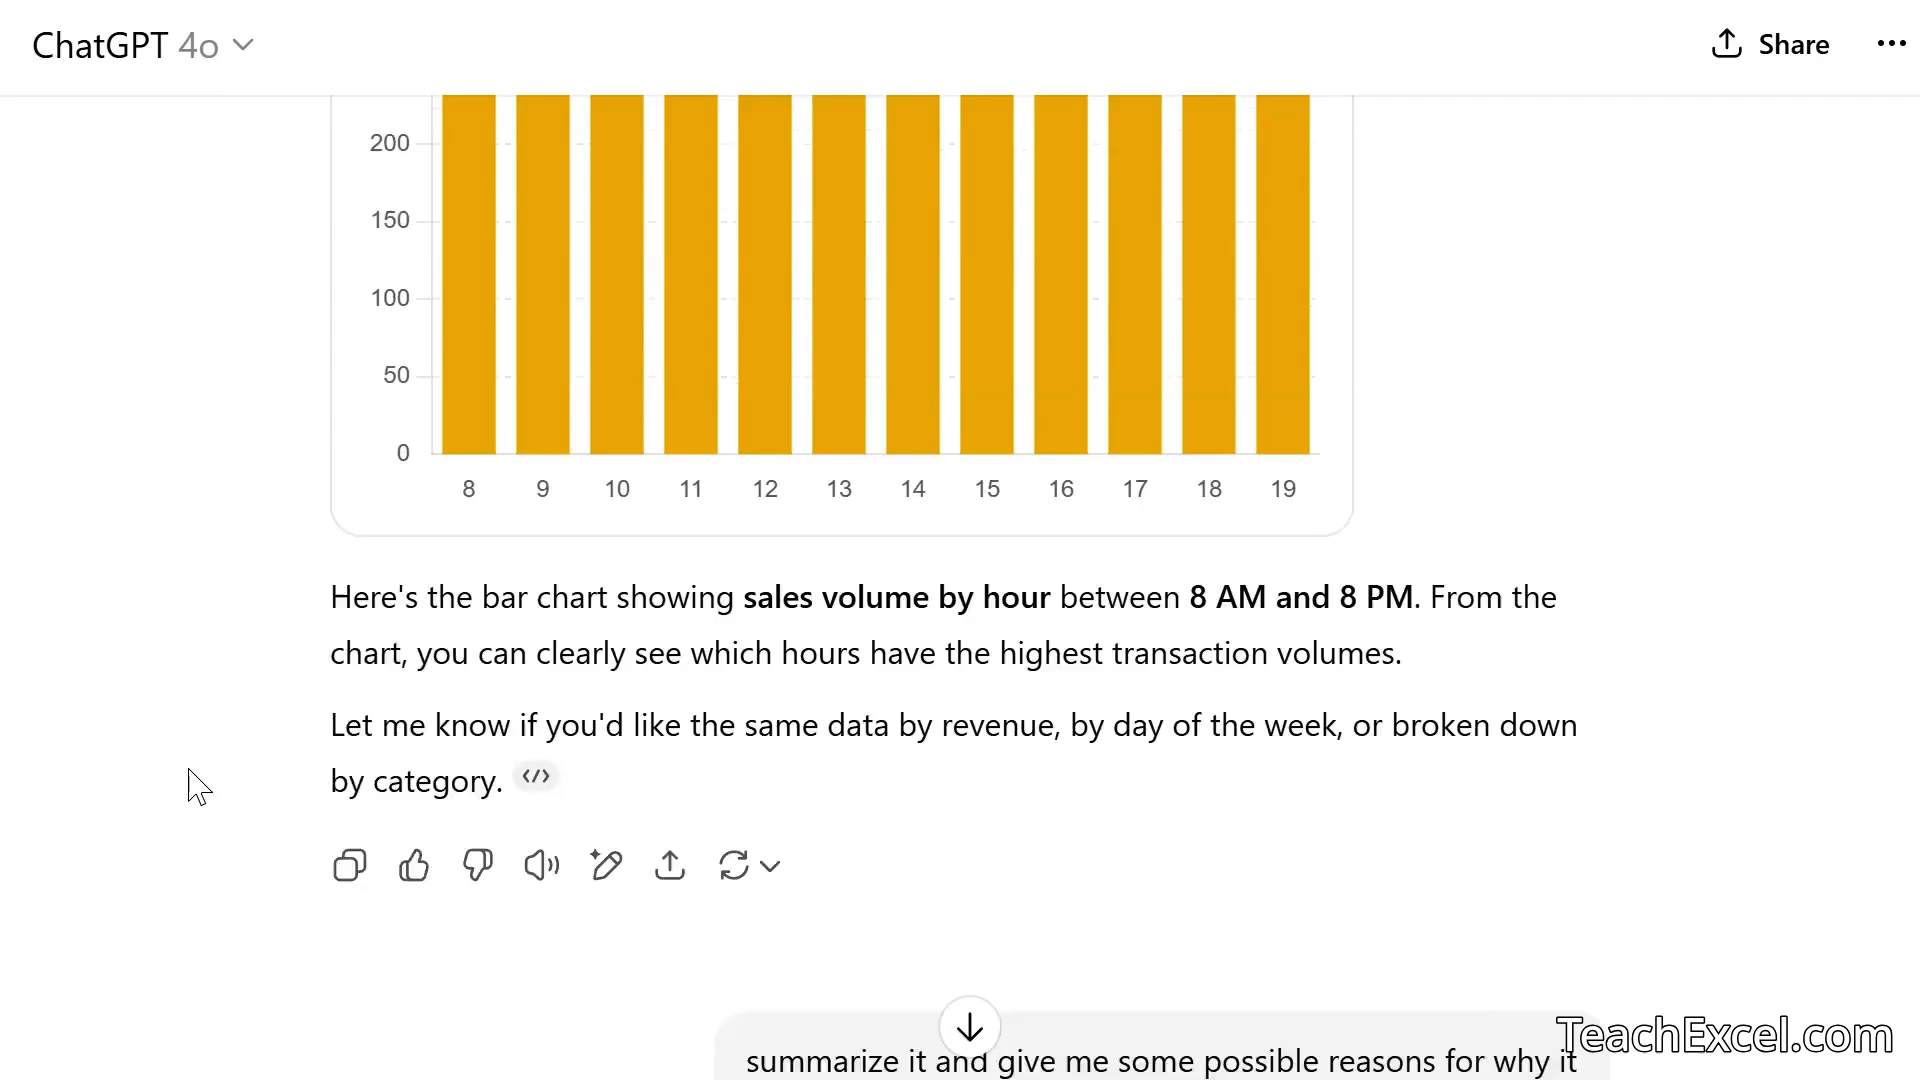 ChatGPT 4o
Share
200
150
100
50
0
8 9 10 11 12 13 14 15 16 17 18 19
Here's the bar chart showing sales volume by hour between 8 AM and 8 PM. From the
chart, you can clearly see which hours have the highest transaction volumes.
Let me know if you'd like the same data by revenue, by day of the week, or broken down
by category.
summarize it and give me some possible reasons for why it
TeachExcel.com